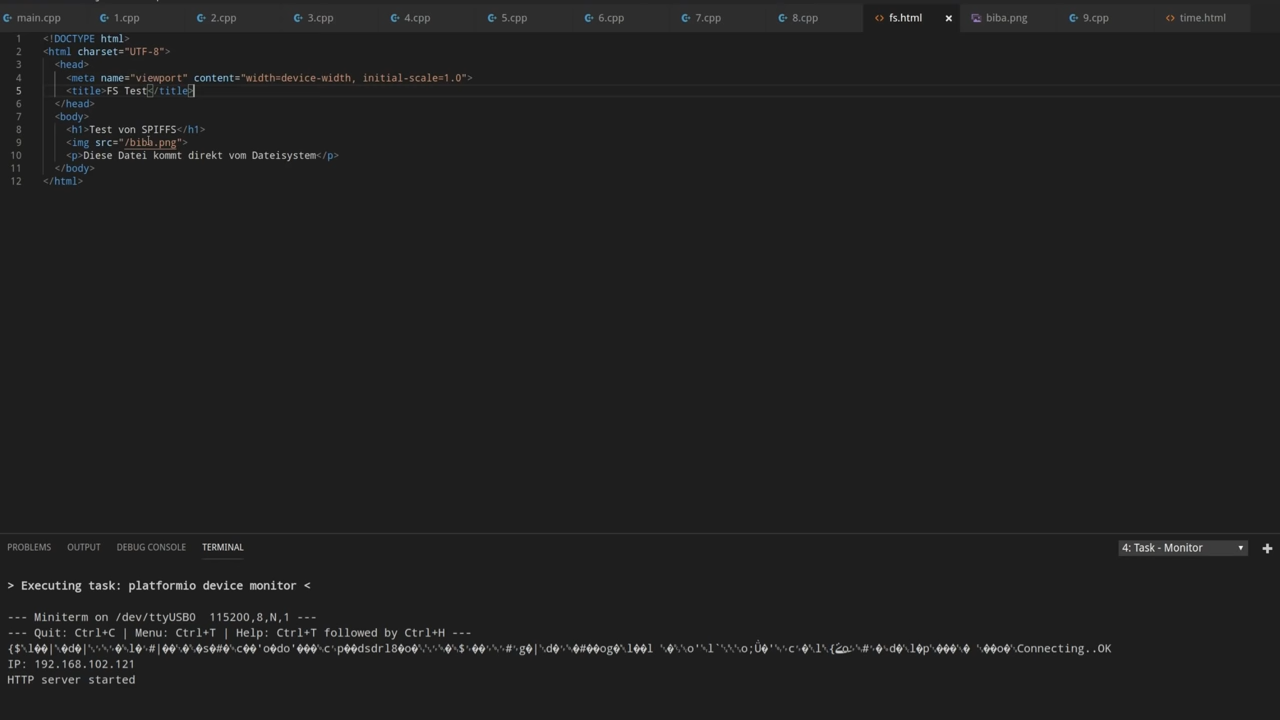 main.cpp 1.cpp 2.cpp 3.cpp 4.cpp 5.cpp 6.cpp 7.cpp 8.cpp fs.html biba.png 9.cpp time.html
1 <!DOCTYPE html>
2 <html charset="UTF-8">
3 <head>
4 <meta name="viewport" content="width=device-width, initial-scale=1.0">
5 <title>FS Test</title>
6 </head>
7 <body>
8 <h1>Test von SPIFFS</h1>
9 <img src="/biba.png">
10 <p>Diese Datei kommt direkt vom Dateisystem</p>
11 </body>
12 </html>
PROBLEMS OUTPUT DEBUG CONSOLE TERMINAL 4: Task - Monitor
> Executing task: platformio device monitor <
--- Miniterm on /dev/ttyUSB0 115200,8,N,1 ---
--- Quit: Ctrl+C | Menu: Ctrl+T | Help: Ctrl+T followed by Ctrl+H ---
Connecting..OK
IP: 192.168.102.121
HTTP server started